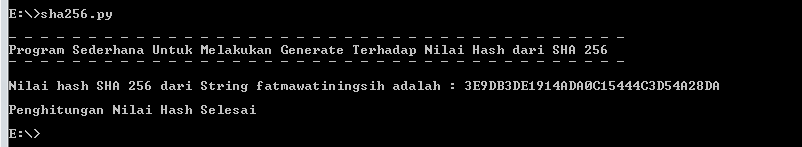 E:\>sha256.py
- - - - - - - - - - - - - - - - - - - - - - - - - - - - - - - - - - - - - - -
Program Sederhana Untuk Melakukan Generate Terhadap Nilai Hash dari SHA 256
- - - - - - - - - - - - - - - - - - - - - - - - - - - - - - - - - - - - - - -
Nilai hash SHA 256 dari String fatmawatiningsih adalah : 3E9DB3DE1914ADA0C15444C3D54A28DA
Penghitungan Nilai Hash Selesai
E:\>